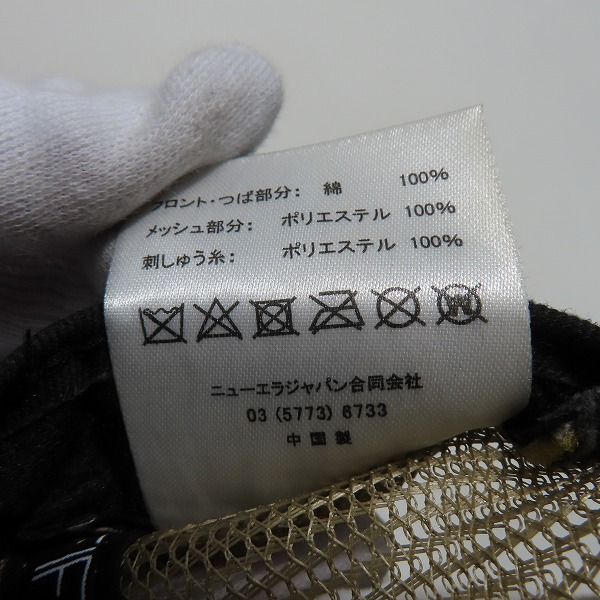 フロント・つば部分: 綿 100%
メッシュ部分: ポリエステル 100%
刺しゅう糸: ポリエステル 100%
ニューエラジャパン合同会社
03 (5773) 6733
中国製